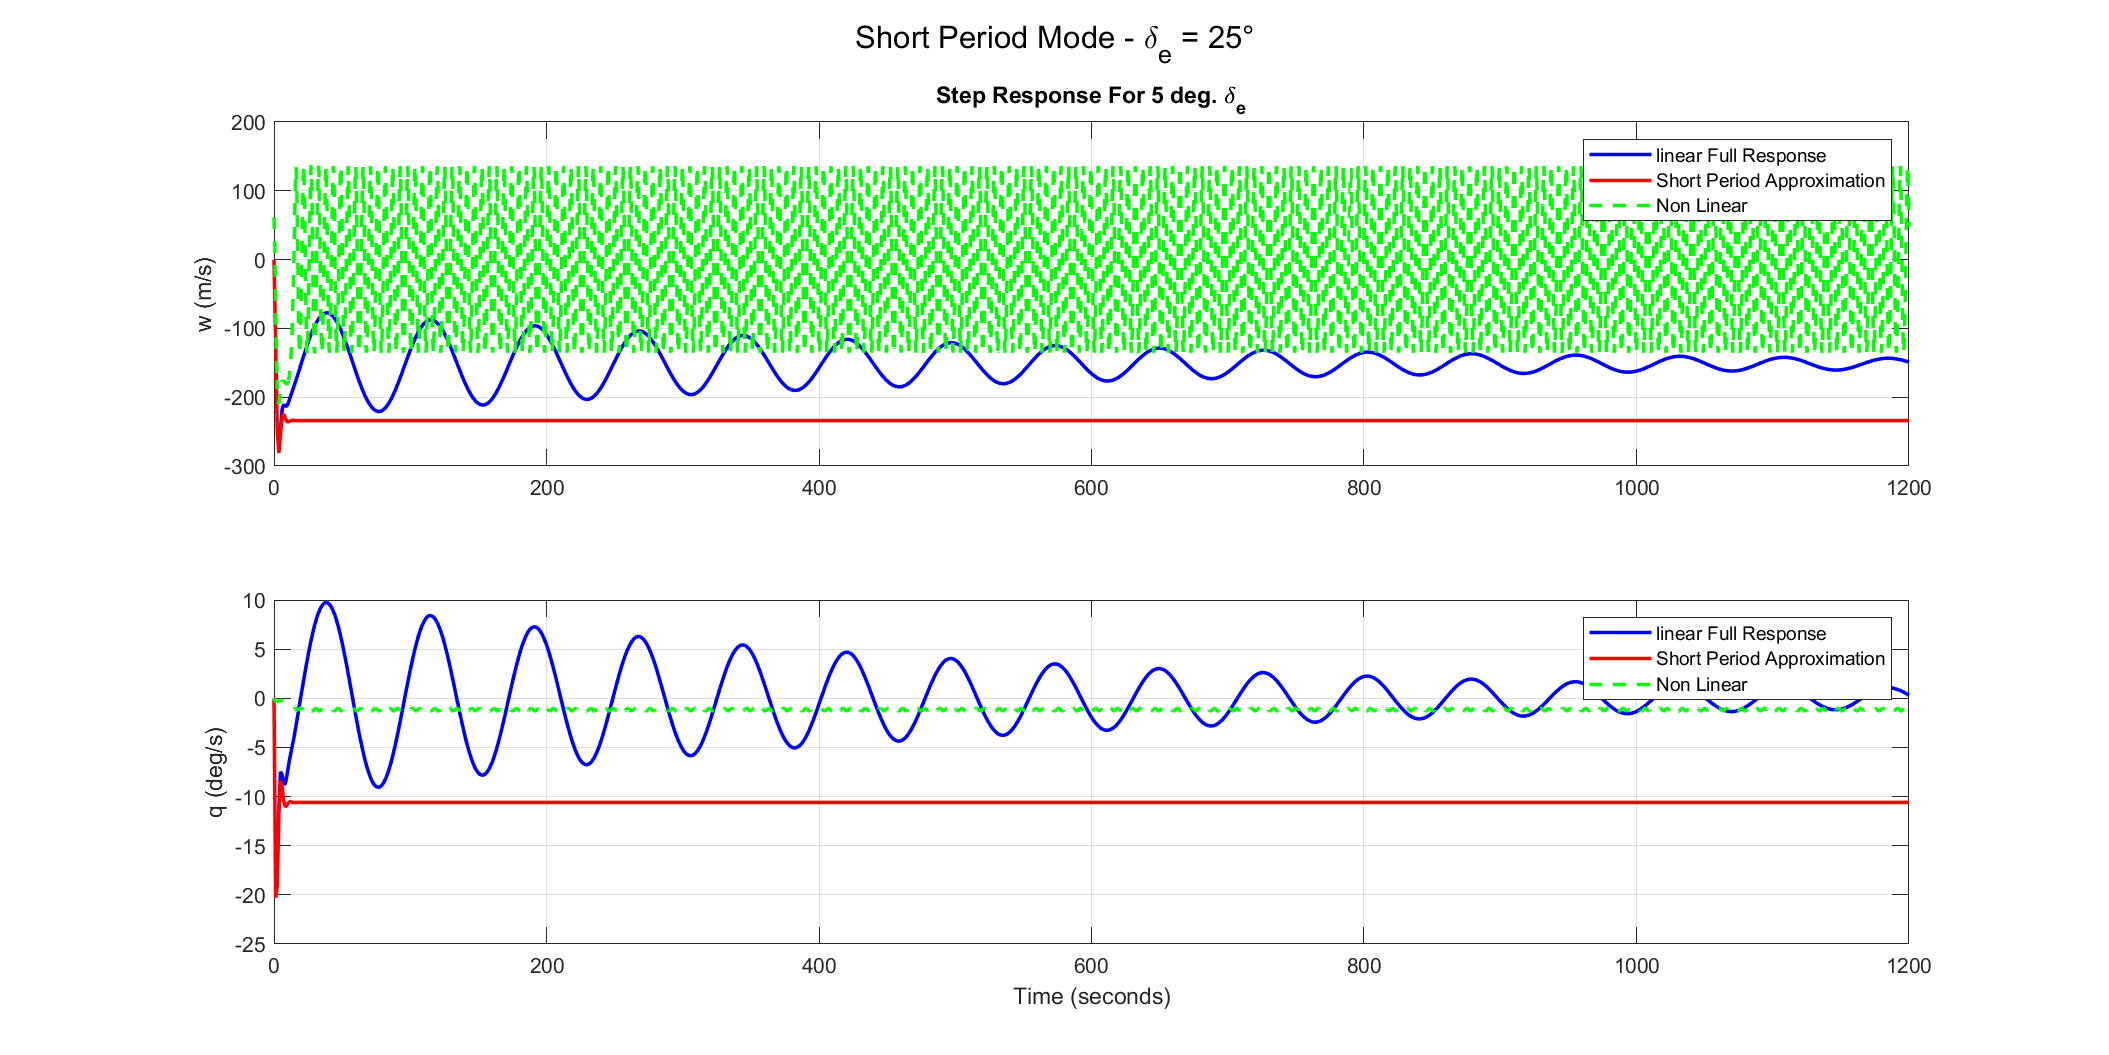 Short Period Mode - δe = 25°
Step Response For 5 deg. δe
200
100
0
-100
-200
-300
w (m/s)
0 200 400 600 800 1000 1200
linear Full Response
Short Period Approximation
Non Linear
10
5
0
-5
-10
-15
-20
-25
q (deg/s)
0 200 400 600 800 1000 1200
Time (seconds)
linear Full Response
Short Period Approximation
Non Linear